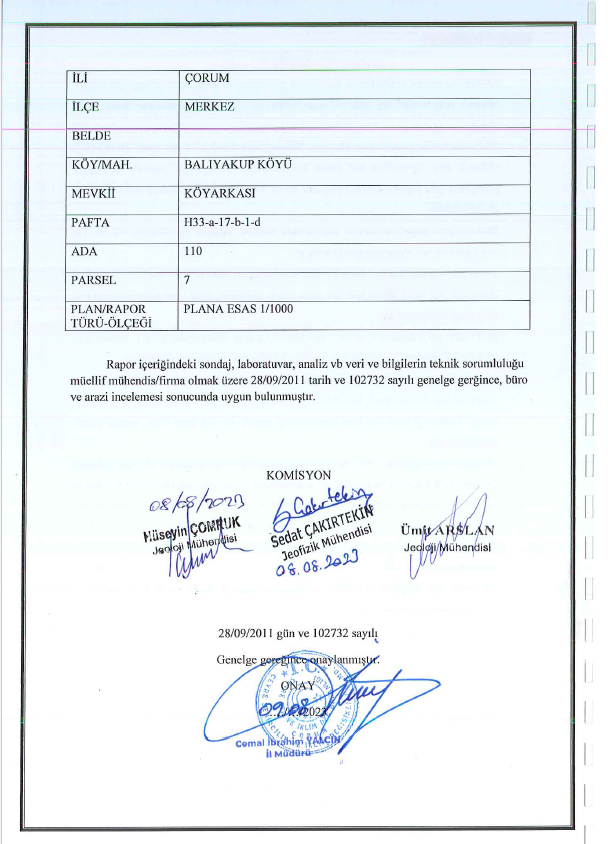 İLİ ÇORUM
İLÇE MERKEZ
BELDE
KÖY/MAH. BALIYAKUP KÖYÜ
MEVKİİ KÖYARKASI
PAFTA H33-a-17-b-1-d
ADA 110
PARSEL 7
PLAN/RAPOR PLANA ESAS 1/1000
TÜRÜ-ÖLÇEĞİ
Rapor içeriğindeki sondaj, laboratuvar, analiz vb veri ve bilgilerin teknik sorumluluğu
müellif mühendis/firma olmak üzere 28/09/2011 tarih ve 102732 sayılı genelge gerğince, büro
ve arazi incelemesi sonucunda uygun bulunmuştur.
KOMİSYON
08/08/2023
Hüseyin ÇOMRUK
Jeoloji Mühendisi
Çakırtekin
Sedat ÇAKIRTEKİN
Jeofizik Mühendisi
08.08.2023
Ümit ARSLAN
Jeoloji Mühendisi
28/09/2011 gün ve 102732 sayılı
Genelge gereğince onaylanmıştır.
T.C.
ONAY
09.08 2023
Cemal İbrahim YALÇIN
İl Müdürü